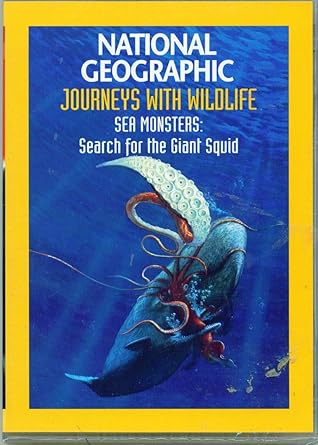 NATIONAL
GEOGRAPHIC
JOURNEYS WITH WILDLIFE
SEA MONSTERS:
Search for the Giant Squid